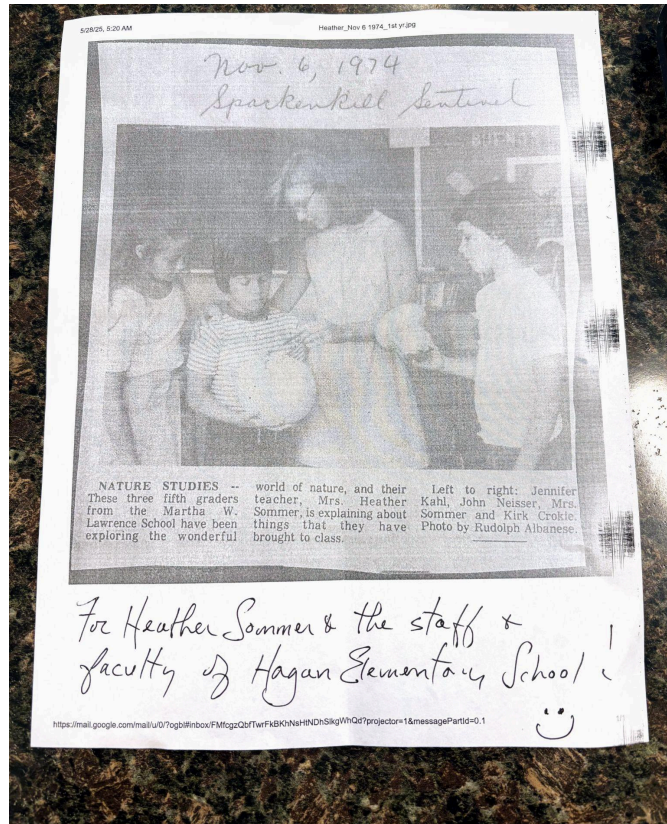 5/28/25, 5:20 AM
Heather_Nov 6 1974_1st yr.jpg
Nov. 6, 1974
Spackenkill Sentinel
NATURE STUDIES --
These three fifth graders
from the Martha W.
Lawrence School have been
exploring the wonderful
world of nature, and their
teacher, Mrs. Heather
Sommer, is explaining about
things that they have
brought to class.
Left to right: Jennifer
Kahl, John Neisser, Mrs.
Sommer and Kirk Crokie.
Photo by Rudolph Albanese.
For Heather Sommer & the staff &
faculty of Hagan Elementary School!
https://mail.google.com/mail/u/0/?ogbl#inbox/FMfcgzQbfTwrFkBKhNsHtNDhSlkgWhQd?projector=1&messagePartId=0.1